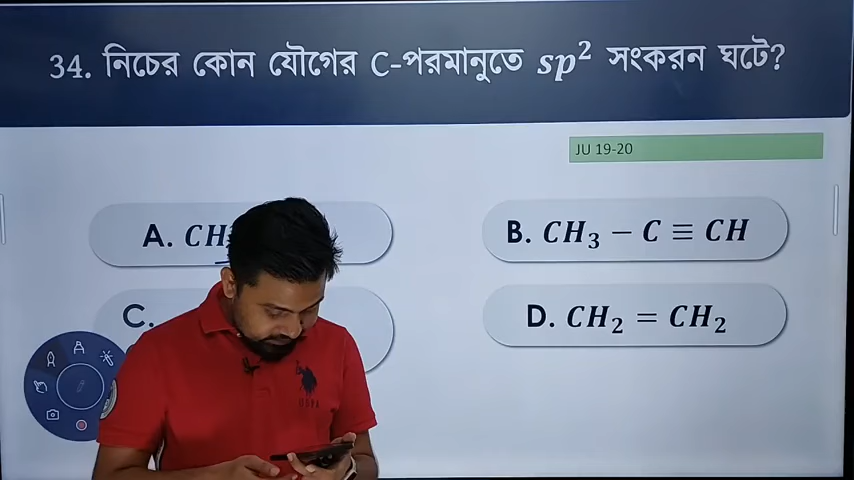 34. নিচের কোন যৌগের C-পরমানুতে sp² সংকরন ঘটে?
JU 19-20
A. CH
B. CH₃ − C ≡ CH
C.
D. CH₂ = CH₂